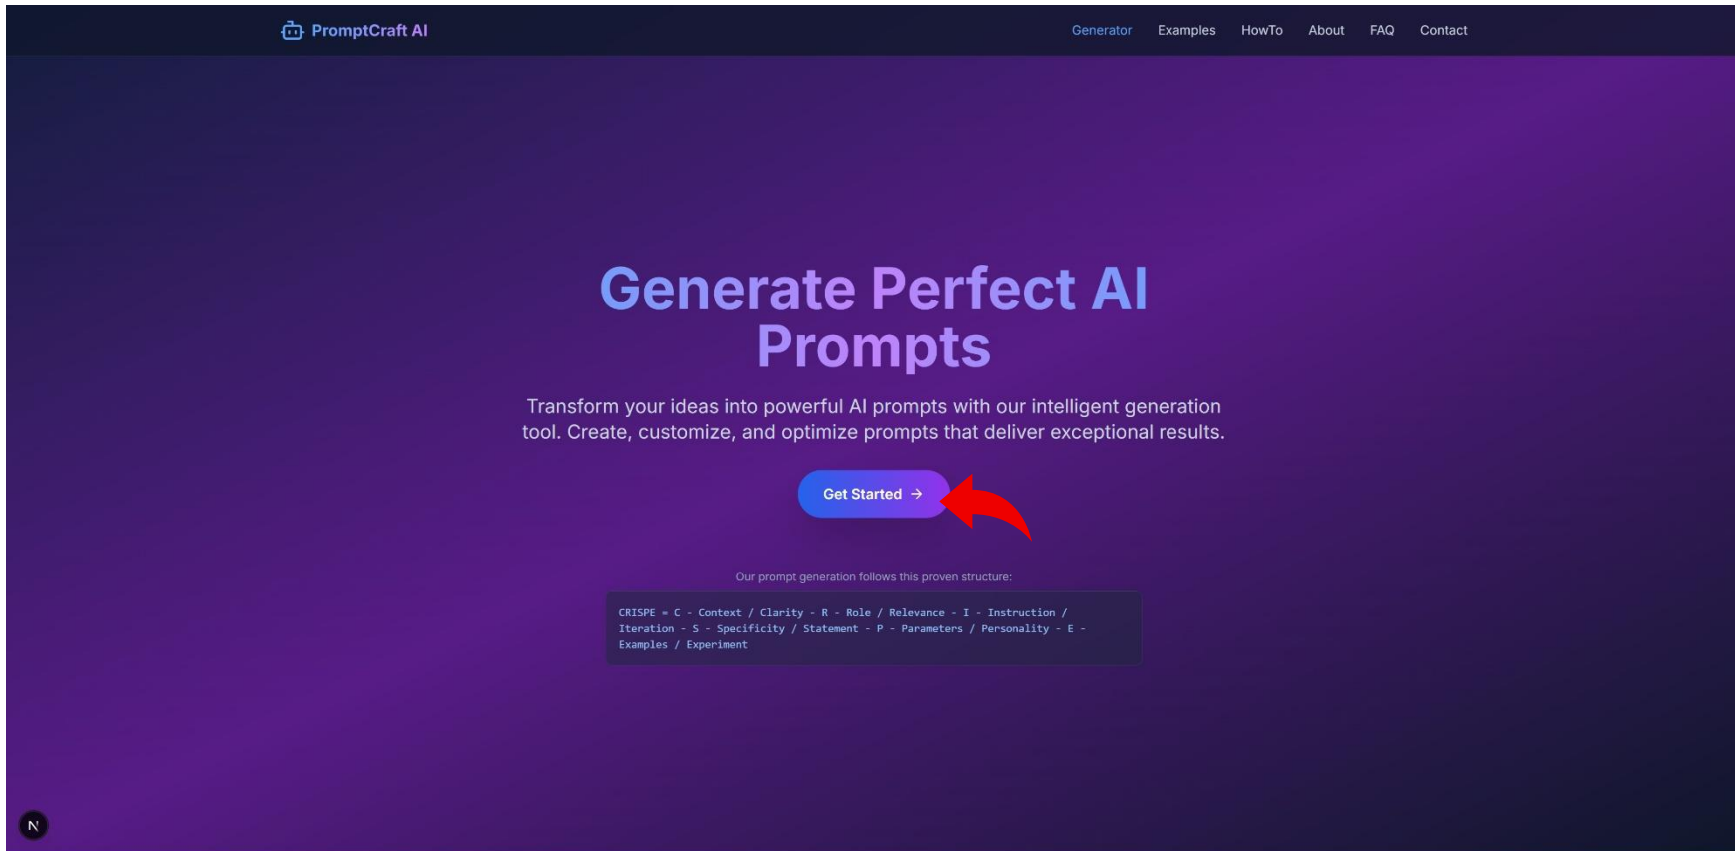 PromptCraft AI
Generator Examples HowTo About FAQ Contact
Generate Perfect AI
Prompts
Transform your ideas into powerful AI prompts with our intelligent generation
tool. Create, customize, and optimize prompts that deliver exceptional results.
Get Started →
Our prompt generation follows this proven structure:
CRISPE = C - Context / Clarity - R - Role / Relevance - I - Instruction /
Iteration - S - Specificity / Statement - P - Parameters / Personality - E -
Examples / Experiment
N